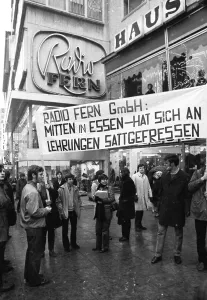 Radio
FERN
HAUS
RADIO FERN GmbH:
MITTEN IN ESSEN-HAT SICH AN
LEHRLINGEN SATTGEFRESSEN